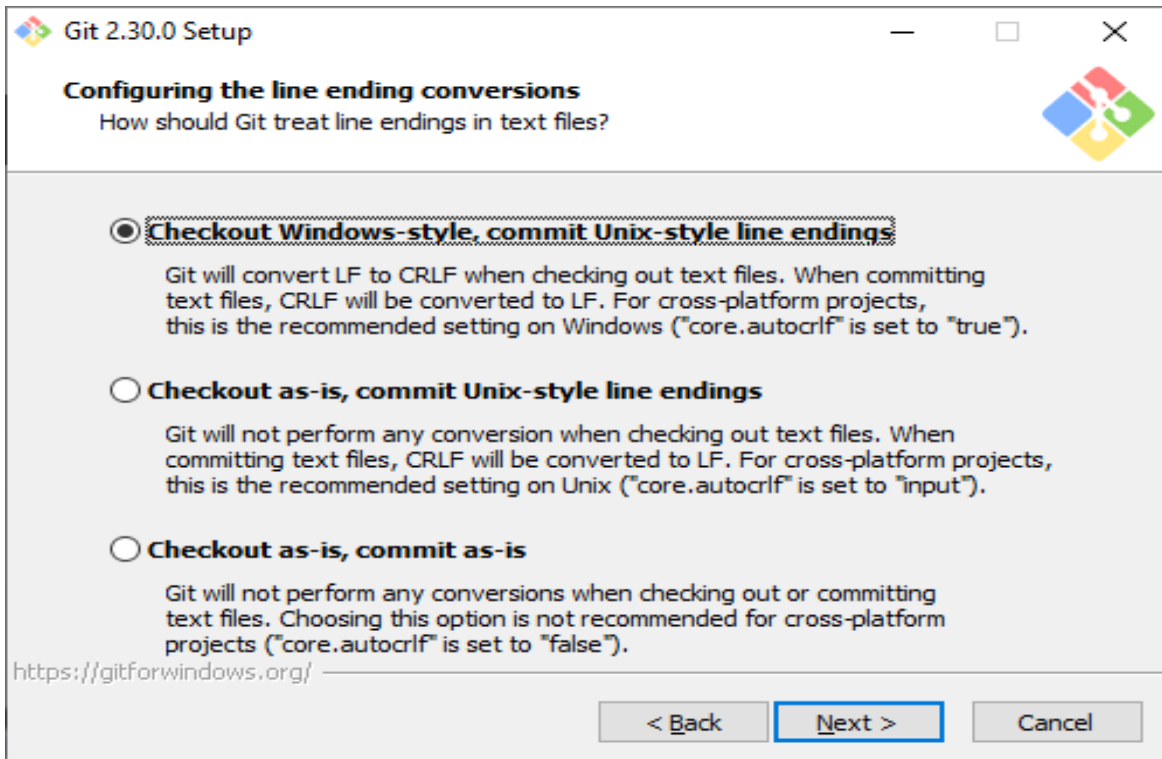 Git 2.30.0 Setup
Configuring the line ending conversions
How should Git treat line endings in text files?
Checkout Windows-style, commit Unix-style line endings
Git will convert LF to CRLF when checking out text files. When committing
text files, CRLF will be converted to LF. For cross-platform projects,
this is the recommended setting on Windows ("core.autocrlf" is set to "true").
Checkout as-is, commit Unix-style line endings
Git will not perform any conversion when checking out text files. When
committing text files, CRLF will be converted to LF. For cross-platform projects,
this is the recommended setting on Unix ("core.autocrlf" is set to "input").
Checkout as-is, commit as-is
Git will not perform any conversions when checking out or committing
text files. Choosing this option is not recommended for cross-platform
projects ("core.autocrlf" is set to "false").
https://gitforwindows.org/
< Back Next > Cancel